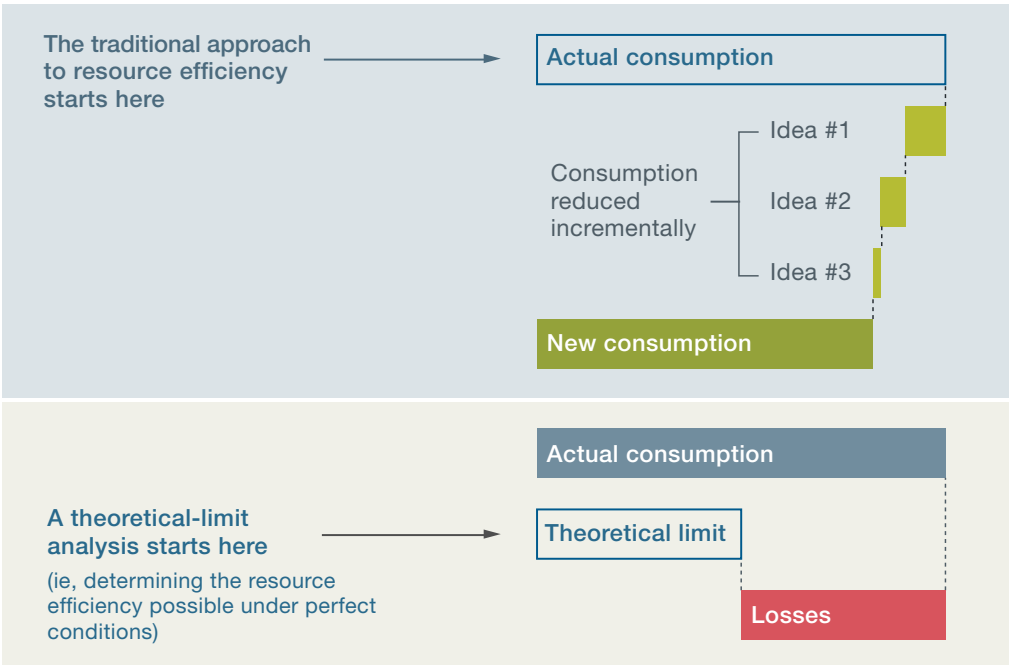 The traditional approach
to resource efficiency
starts here
Actual consumption
Idea #1
Consumption
reduced
incrementally
Idea #2
Idea #3
New consumption
Actual consumption
A theoretical-limit
analysis starts here
(ie, determining the resource
efficiency possible under perfect
conditions)
Theoretical limit
Losses